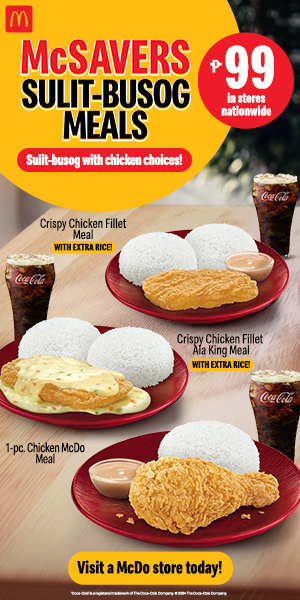 McSAVERS
SULIT-BUSOG
MEALS
₱99
in stores
nationwide
Sulit-busog with chicken choices!
Coca-Cola
Crispy Chicken Fillet
Meal
WITH EXTRA RICE!
Coca-Cola
Crispy Chicken Fillet
Ala King Meal
WITH EXTRA RICE!
Coca-Cola
1-pc. Chicken McDo
Meal
Visit a McDo store today!
"Coca-Cola" is a registered trademark of The Coca-Cola Company. © 2024 The Coca-Cola Company.